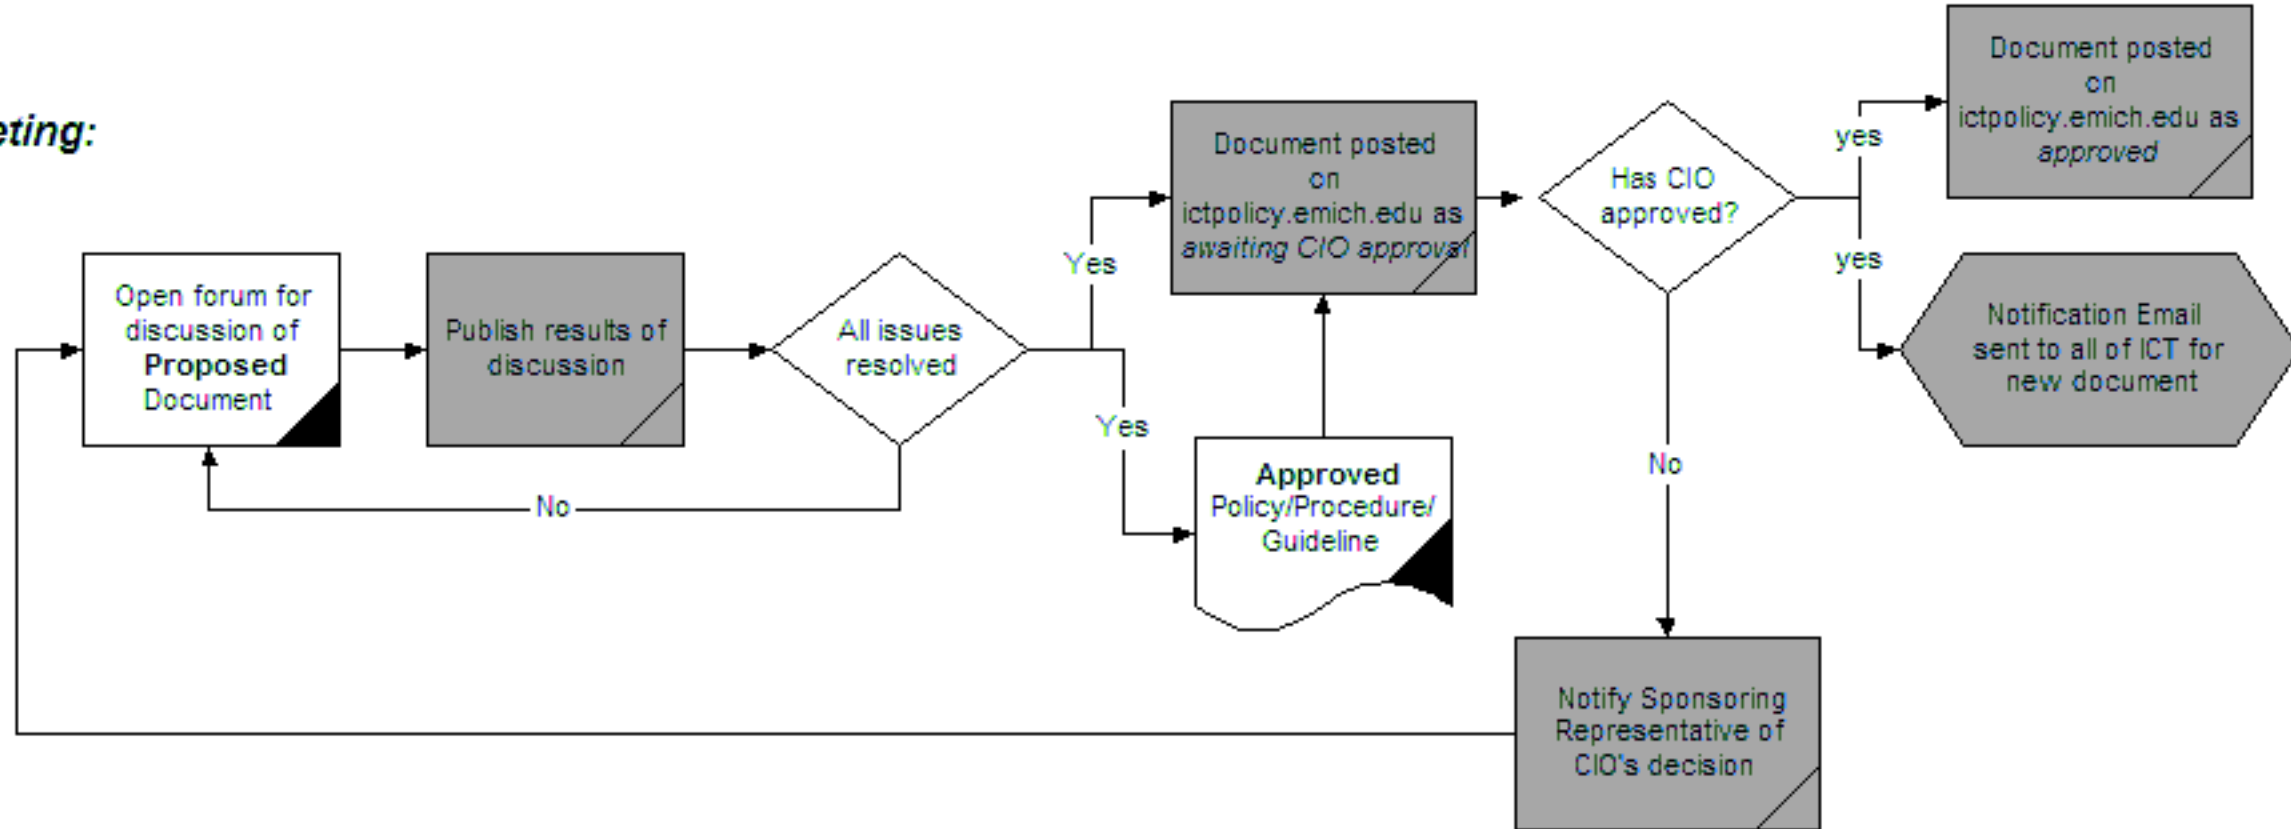 eting:
Open forum for
discussion of
Proposed
Document
Publish results of
discussion
All issues
resolved
No
Yes
Yes
Document posted
on
ictpolicy.emich.edu as
awaiting CIO approval
Approved
Policy/Procedure/
Guideline
Has CIO
approved?
yes
yes
No
Document posted
on
ictpolicy.emich.edu as
approved
Notification Email
sent to all of ICT for
new document
Notify Sponsoring
Representative of
CIO's decision